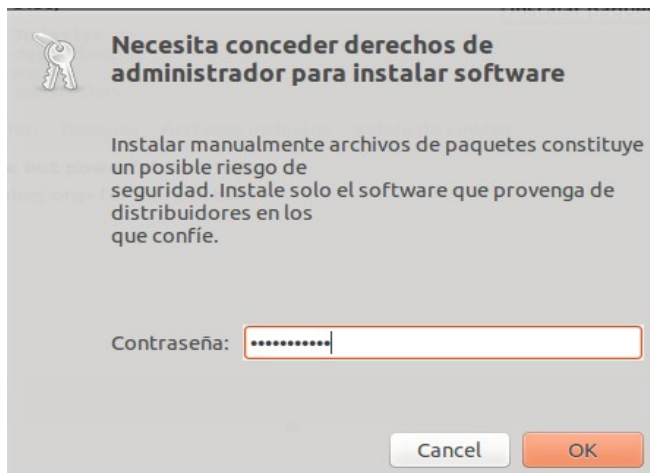 Necesita conceder derechos de
administrador para instalar software
Instalar manualmente archivos de paquetes constituye
un posible riesgo de
seguridad. Instale solo el software que provenga de
distribuidores en los
que confíe.
Contraseña: •••••••••••
Cancel OK